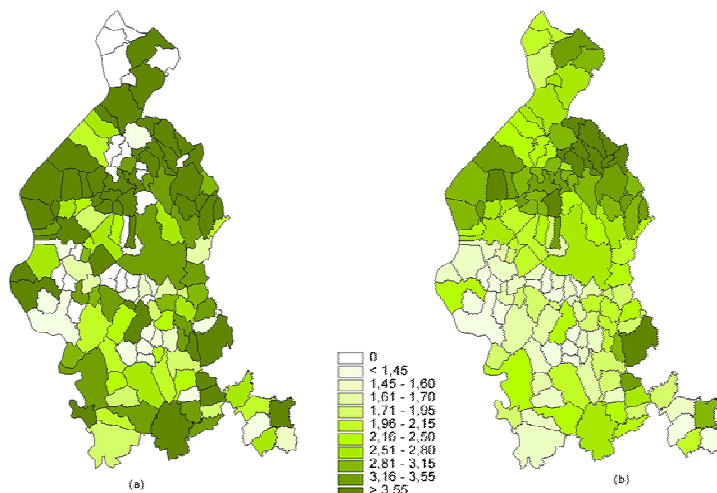 0
< 1,45
1,45 - 1,60
1,61 - 1,70
1,71 - 1,95
1,96 - 2,15
2,16 - 2,50
2,51 - 2,80
2,81 - 3,15
3,16 - 3,55
> 3,55
(a)
(b)